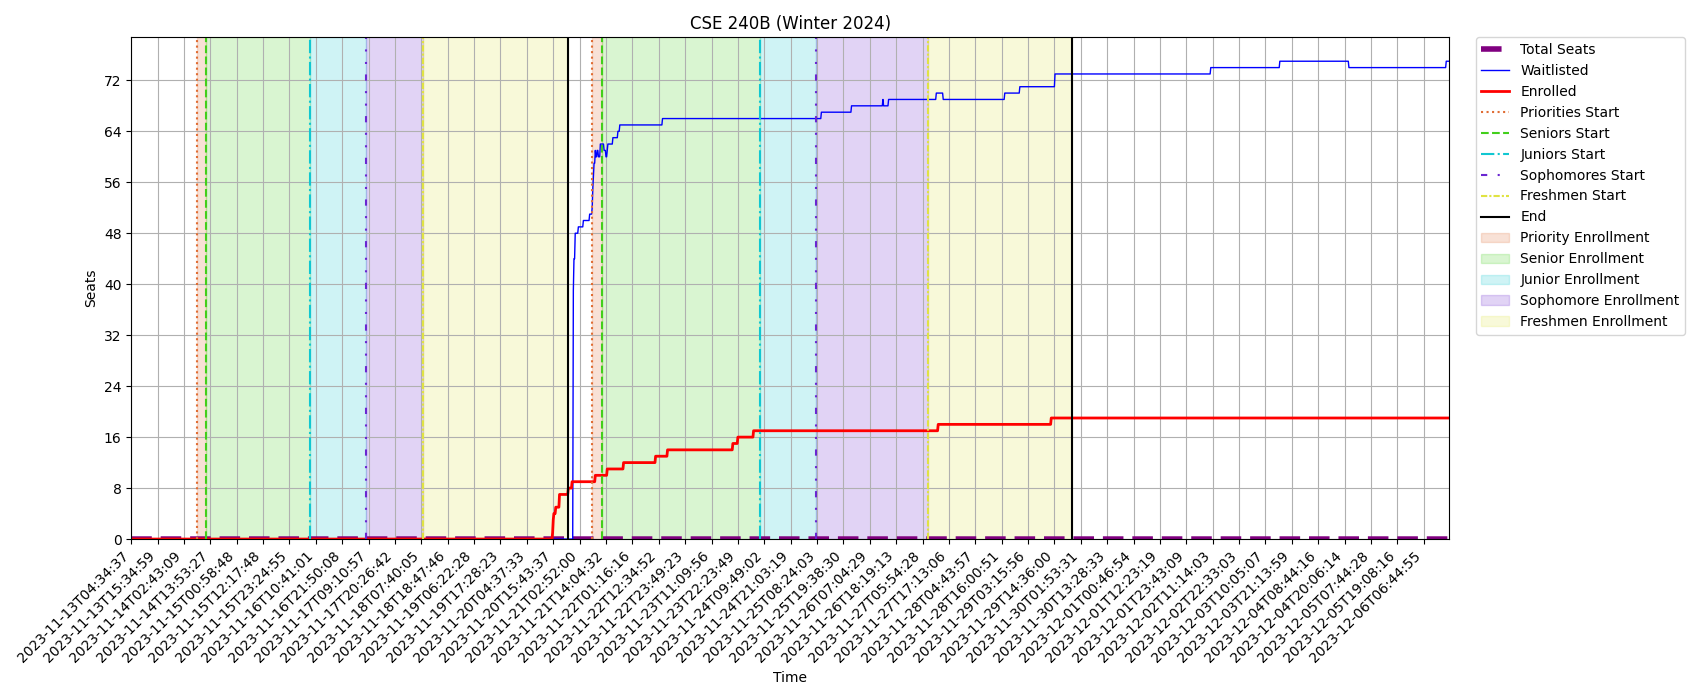 CSE 240B (Winter 2024)
Seats
72
64
56
48
40
32
24
16
8
0
2023-11-13T04:34:37
2023-11-13T15:34:59
2023-11-14T02:43:09
2023-11-14T13:53:27
2023-11-15T00:58:48
2023-11-15T12:17:48
2023-11-15T23:24:55
2023-11-16T10:41:01
2023-11-16T21:50:08
2023-11-17T09:10:57
2023-11-17T20:26:42
2023-11-18T07:40:05
2023-11-18T18:47:46
2023-11-19T06:22:28
2023-11-19T17:28:23
2023-11-20T04:37:33
2023-11-20T15:43:37
2023-11-21T02:52:00
2023-11-21T14:04:32
2023-11-22T01:16:16
2023-11-22T12:34:52
2023-11-22T23:49:23
2023-11-23T11:09:56
2023-11-23T22:23:49
2023-11-24T09:49:02
2023-11-24T21:03:19
2023-11-25T08:24:03
2023-11-25T19:38:30
2023-11-26T07:04:29
2023-11-26T18:19:13
2023-11-27T05:54:28
2023-11-27T17:13:06
2023-11-28T04:43:57
2023-11-28T16:00:51
2023-11-29T03:15:56
2023-11-29T14:36:00
2023-11-30T01:53:31
2023-11-30T13:28:33
2023-12-01T00:46:54
2023-12-01T12:23:19
2023-12-01T23:43:09
2023-12-02T11:14:03
2023-12-02T22:33:03
2023-12-03T10:05:07
2023-12-03T21:13:59
2023-12-04T08:44:16
2023-12-04T20:06:14
2023-12-05T07:44:28
2023-12-05T19:08:16
2023-12-06T06:44:55
Time
Total Seats
Waitlisted
Enrolled
Priorities Start
Seniors Start
Juniors Start
Sophomores Start
Freshmen Start
End
Priority Enrollment
Senior Enrollment
Junior Enrollment
Sophomore Enrollment
Freshmen Enrollment